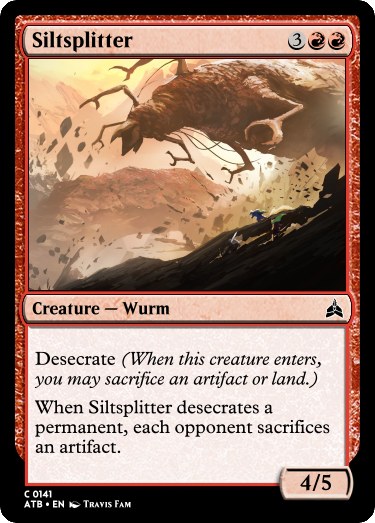 Siltsplitter 3
Creature — Wurm
Desecrate (When this creature enters,
you may sacrifice an artifact or land.)
When Siltsplitter desecrates a
permanent, each opponent sacrifices
an artifact.
4/5
C 0141
ATB • EN Travis Fam